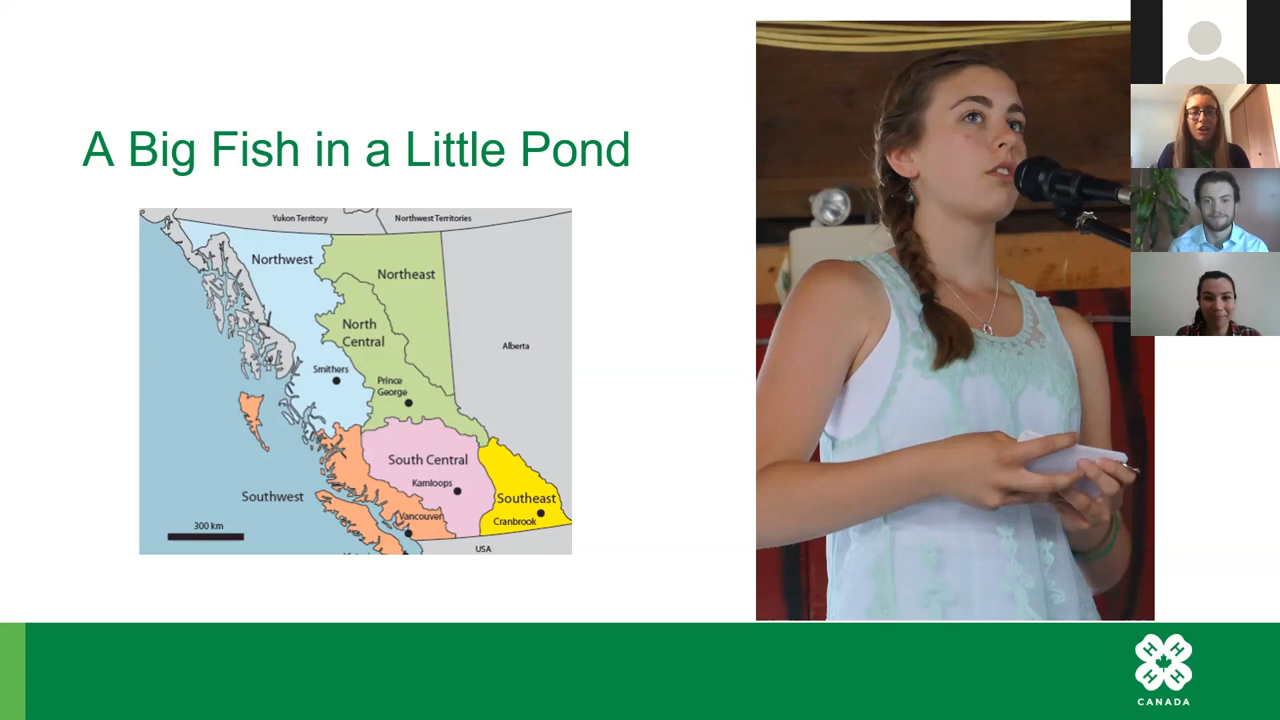 A Big Fish in a Little Pond
Yukon Territory
Northwest Territories
Northwest
Northeast
North
Central
Alberta
Smithers
Prince
George
South Central
Kamloops
Southwest
Southeast
Vancouver
Cranbrook
300 km
USA
H H
H H
CANADA